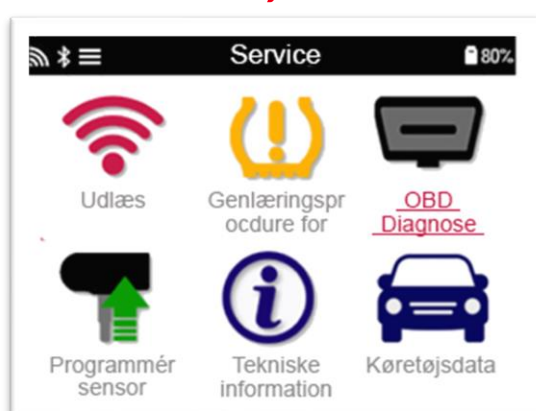 Service
80%
Udlæs
Genlæringspr
ocdure for
OBD
Diagnose
Programmér
sensor
Tekniske
information
Køretøjsdata